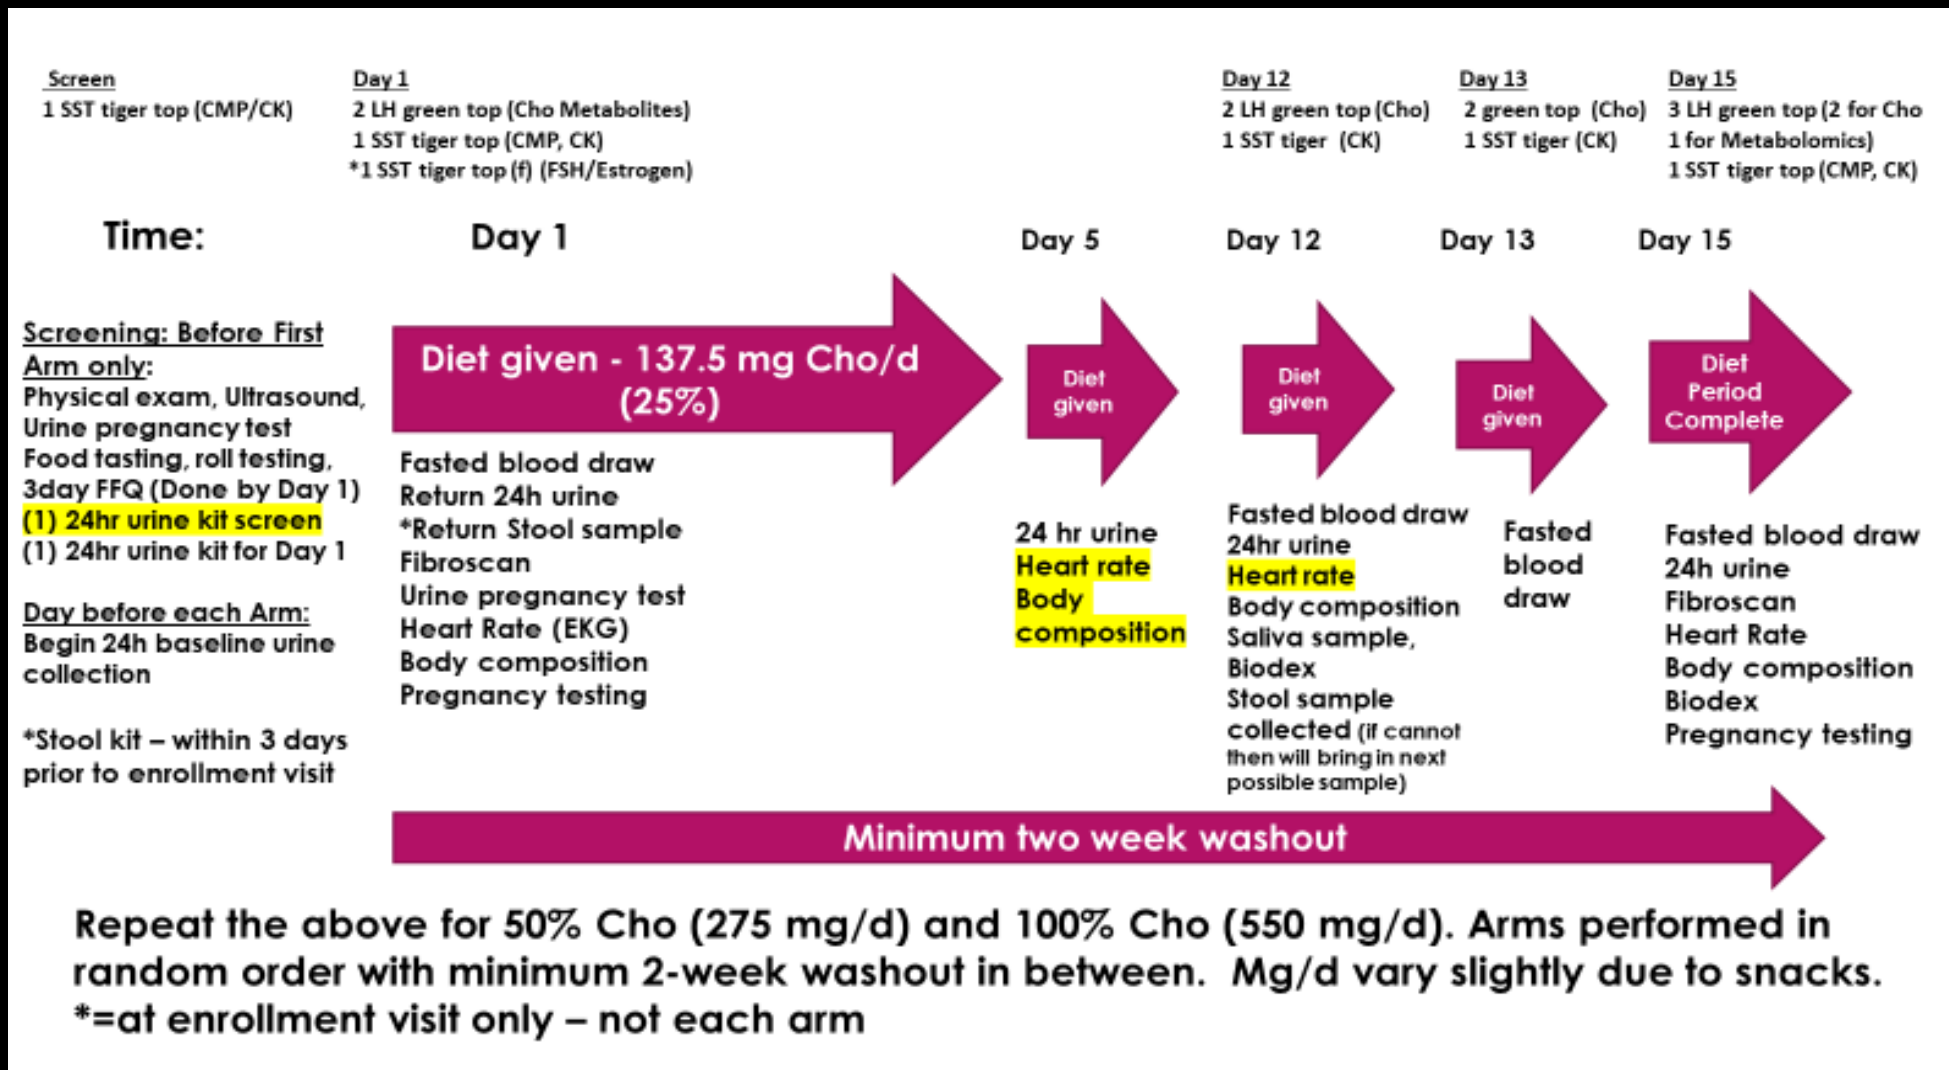 Screen
1 SST tiger top (CMP/CK)
Day 1
2 LH green top (Cho Metabolites)
1 SST tiger top (CMP, CK)
*1 SST tiger top (f) (FSH/Estrogen)
Day 12
2 LH green top (Cho)
1 SST tiger (CK)
Day 13
2 green top (Cho)
1 SST tiger (CK)
Day 15
3 LH green top (2 for Cho
1 for Metabolomics)
1 SST tiger top (CMP, CK)
Time:
Day 1
Day 5
Day 12
Day 13
Day 15
Screening: Before First
Arm only:
Physical exam, Ultrasound,
Urine pregnancy test
Food tasting, roll testing,
3day FFQ (Done by Day 1)
(1) 24hr urine kit screen
(1) 24hr urine kit for Day 1
Day before each Arm:
Begin 24h baseline urine
collection
*Stool kit – within 3 days
prior to enrollment visit
Diet given - 137.5 mg Cho/d
(25%)
Fasted blood draw
Return 24h urine
*Return Stool sample
Fibroscan
Urine pregnancy test
Heart Rate (EKG)
Body composition
Pregnancy testing
Diet
given
24 hr urine
Heart rate
Body
composition
Diet
given
Fasted blood draw
24hr urine
Heart rate
Body composition
Saliva sample,
Biodex
Stool sample
collected (if cannot
then will bring in next
possible sample)
Diet
given
Fasted
blood
draw
Diet
Period
Complete
Fasted blood draw
24h urine
Fibroscan
Heart Rate
Body composition
Biodex
Pregnancy testing
Minimum two week washout
Repeat the above for 50% Cho (275 mg/d) and 100% Cho (550 mg/d). Arms performed in
random order with minimum 2-week washout in between. Mg/d vary slightly due to snacks.
*=at enrollment visit only – not each arm